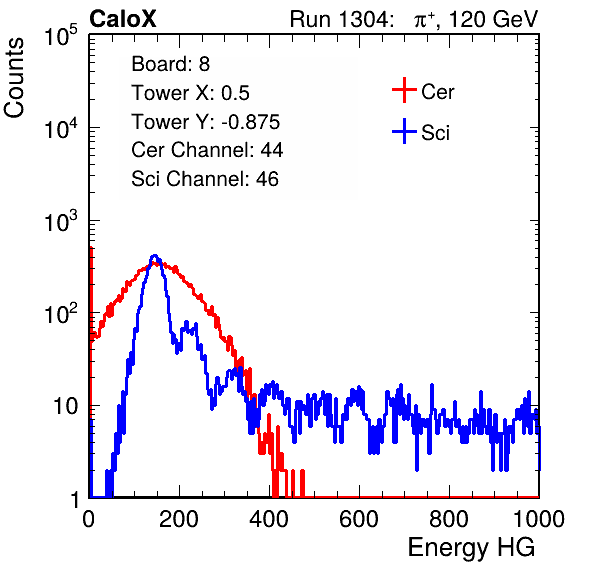 CaloX Run 1304: π⁺, 120 GeV
Counts
10⁵
10⁴
10³
10²
10
1
Board: 8
Tower X: 0.5
Tower Y: -0.875
Cer Channel: 44
Sci Channel: 46
Cer
Sci
0 200 400 600 800 1000
Energy HG